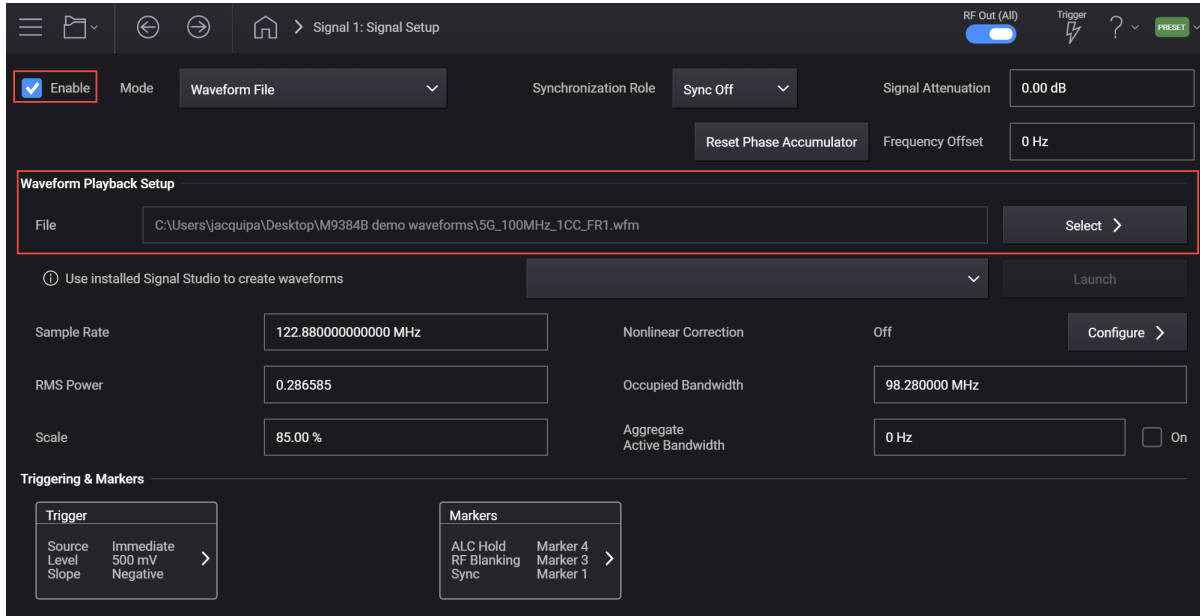 Signal 1: Signal Setup
RF Out (All)
Trigger
PRESET
Enable
Mode
Waveform File
Synchronization Role
Sync Off
Signal Attenuation
0.00 dB
Reset Phase Accumulator
Frequency Offset
0 Hz
Waveform Playback Setup
File
C:\Users\jacquipa\Desktop\M9384B demo waveforms\5G_100MHz_1CC_FR1.wfm
Select
Use installed Signal Studio to create waveforms
Launch
Sample Rate
122.880000000000 MHz
Nonlinear Correction
Off
Configure
RMS Power
0.286585
Occupied Bandwidth
98.280000 MHz
Scale
85.00 %
Aggregate
Active Bandwidth
0 Hz
On
Triggering & Markers
Trigger
Source Immediate
Level 500 mV
Slope Negative
Markers
ALC Hold Marker 4
RF Blanking Marker 3
Sync Marker 1